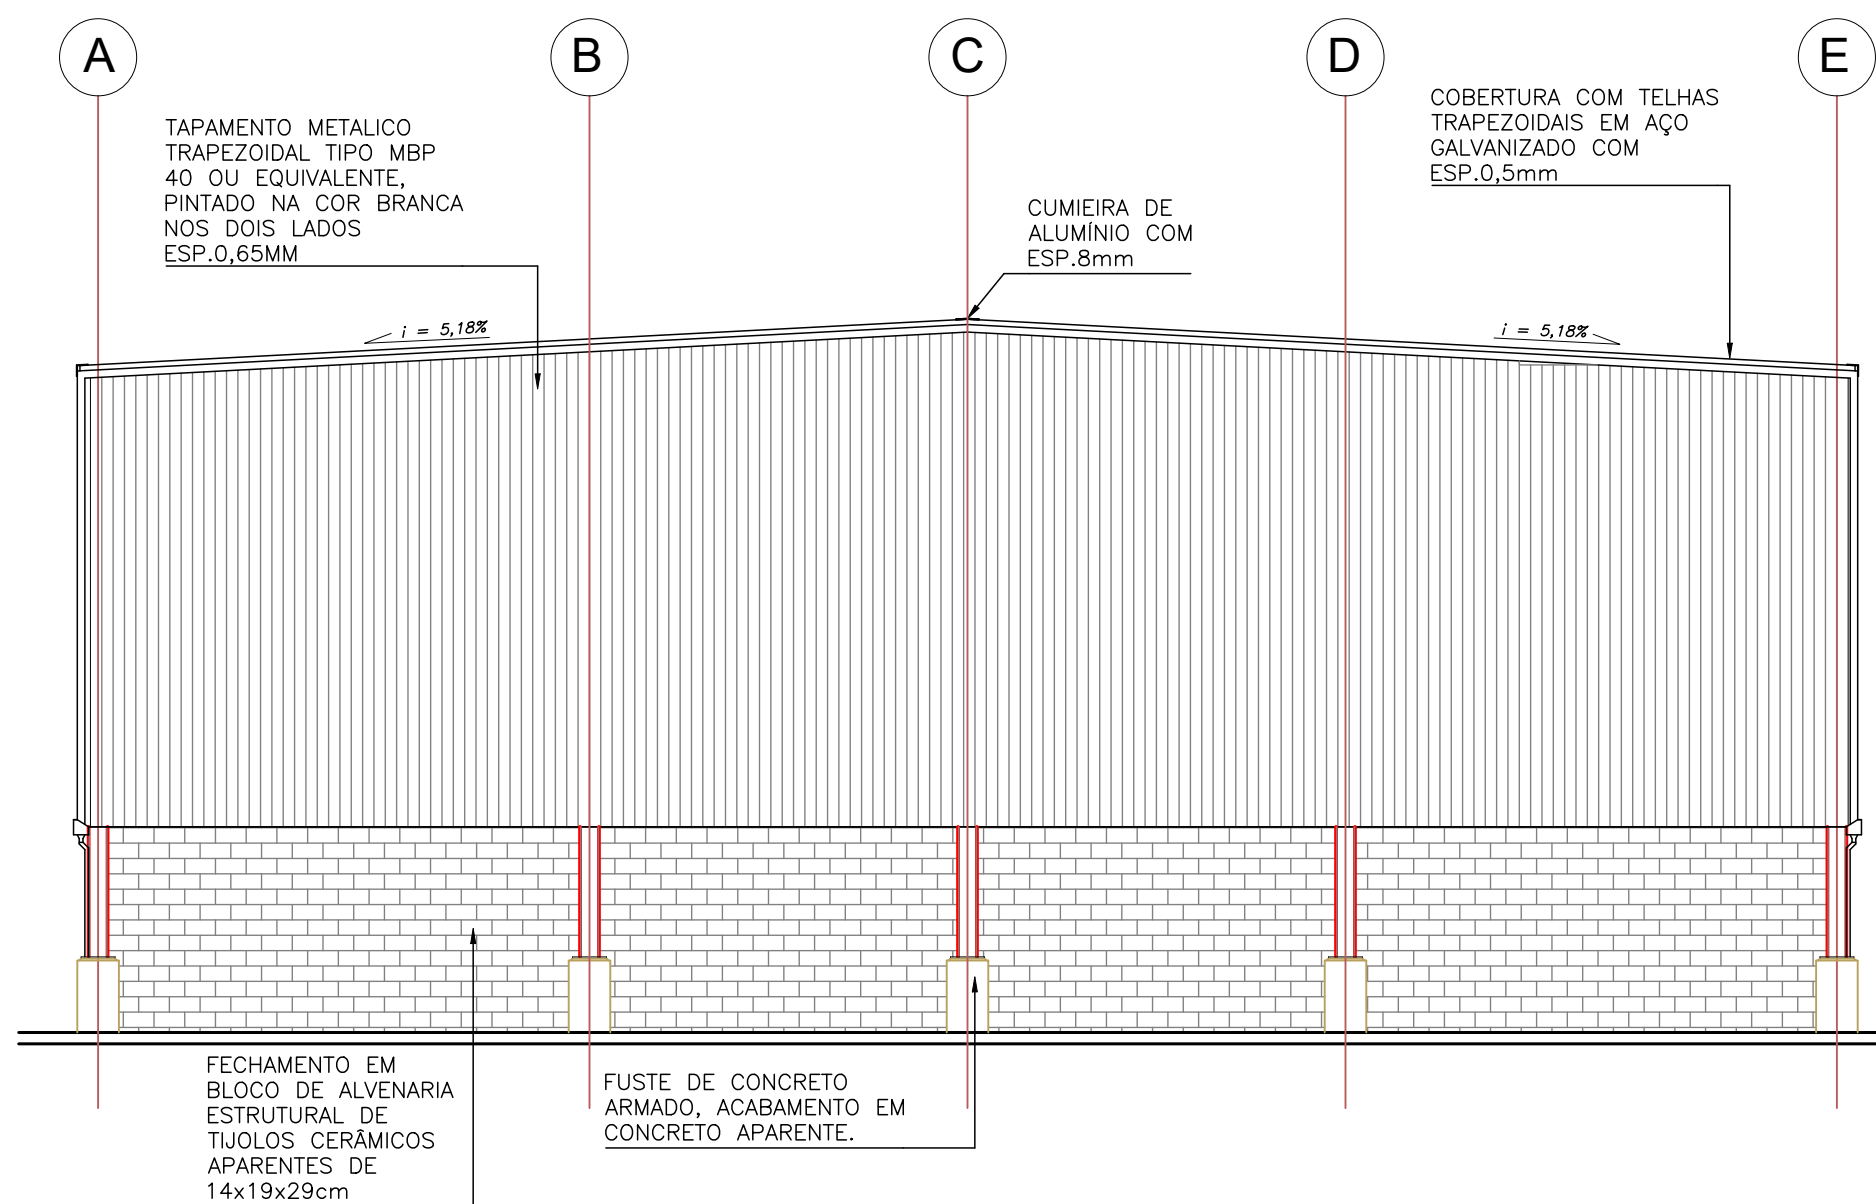 A
B
C
D
E
TAPAMENTO METALICO
TRAPEZOIDAL TIPO MBP
40 OU EQUIVALENTE,
PINTADO NA COR BRANCA
NOS DOIS LADOS
ESP.0,65MM
COBERTURA COM TELHAS
TRAPEZOIDAIS EM AÇO
GALVANIZADO COM
ESP.0,5mm
CUMIEIRA DE
ALUMÍNIO COM
ESP.8mm
i = 5,18%
i = 5,18%
FECHAMENTO EM
BLOCO DE ALVENARIA
ESTRUTURAL DE
TIJOLOS CERÂMICOS
APARENTES DE
14x19x29cm
FUSTE DE CONCRETO
ARMADO, ACABAMENTO EM
CONCRETO APARENTE.